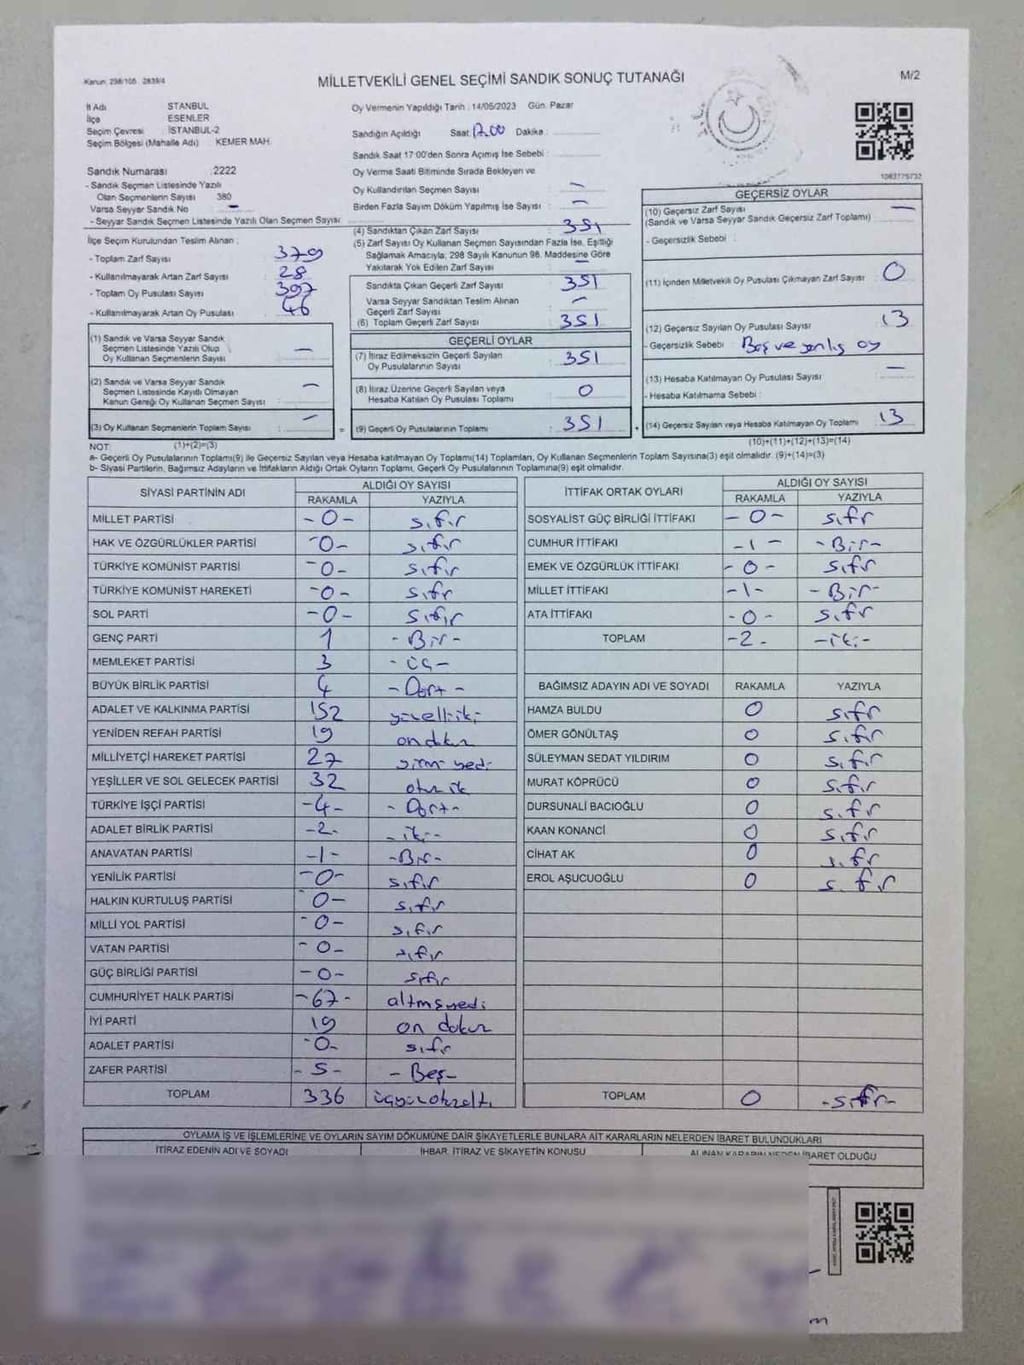 Kanun: 298/105 2839/4
MİLLETVEKİLİ GENEL SEÇİMİ SANDIK SONUÇ TUTANAĞI
M/2
İl Adı STANBUL
İlçe ESENLER
Seçim Çevresi İSTANBUL-2
Seçim Bölgesi (Mahalle Adı) KEMER MAH.
Oy Vermenin Yapıldığı Tarih : 14/05/2023 Gün: Pazar
Sandığın Açıldığı Saat: 17.00 Dakika :
Sandık Saat 17:00'den Sonra Açımış İse Sebebi :
Oy Verme Saati Bitiminde Sırada Bekleyen ve
Oy Kullandırılan Seçmen Sayısı –
Birden Fazla Sayım Döküm Yapılmış İse Sayısı : –
Sandık Numarası : 2222
- Sandık Seçmen Listesinde Yazılı
Olan Seçmenlerin Sayısı 380
Varsa Seyyar Sandık No –
- Seyyar Sandık Seçmen Listesinde Yazılı Olan Seçmen Sayısı
İlçe Seçim Kurulundan Teslim Alınan :
- Toplam Zarf Sayısı 379
- Kullanılmayarak Artan Zarf Sayısı 28
- Toplam Oy Pusulası Sayısı 397
- Kullanılmayarak Artan Oy Pusulası 46
(1) Sandık ve Varsa Seyyar Sandık
Seçmen Listesinde Yazılı Olup
Oy Kullanan Seçmenlerin Sayısı –
(2) Sandık ve Varsa Seyyar Sandık
Seçmen Listesinde Kayıtlı Olmayan
Kanun Gereği Oy Kullanan Seçmen Sayısı –
(3) Oy Kullanan Seçmenlerin Toplam Sayısı –
(1)+(2)=(3)
(4) Sandıktan Çıkan Zarf Sayısı 351
(5) Zarf Sayısı Oy Kullanan Seçmen Sayısından Fazla İse, Eşitliği
Sağlamak Amacıyla, 298 Sayılı Kanunun 98. Maddesine Göre
Yakılarak Yok Edilen Zarf Sayısı –
Sandıkta Çıkan Geçerli Zarf Sayısı 351
Varsa Seyyar Sandıktan Teslim Alınan
Geçerli Zarf Sayısı –
(6) Toplam Geçerli Zarf Sayısı 351
GEÇERLİ OYLAR
(7) İtiraz Edilmeksizin Geçerli Sayılan
Oy Pusulalarının Sayısı 351
(8) İtiraz Üzerine Geçerli Sayılan veya
Hesaba Katılan Oy Pusulası Toplamı 0
(9) Geçerli Oy Pusulalarının Toplamı 351
GEÇERSİZ OYLAR
(10) Geçersiz Zarf Sayısı –
(Sandık ve Varsa Seyyar Sandık Geçersiz Zarf Toplamı)
- Geçersizlik Sebebi :
(11) İçinden Milletvekili Oy Pusulası Çıkmayan Zarf Sayısı 0
(12) Geçersiz Sayılan Oy Pusulası Sayısı 13
- Geçersizlik Sebebi : Boş ve yanlış oy
(13) Hesaba Katılmayan Oy Pusulası Sayısı –
- Hesaba Katılmama Sebebi :
(14) Geçersiz Sayılan veya Hesaba Katılmayan Oy Toplamı 13
(10)+(11)+(12)+(13)=(14)
NOT:
a- Geçerli Oy Pusulalarının Toplamı(9) ile Geçersiz Sayılan veya Hesaba katılmayan Oy Toplamı(14) Toplamları, Oy Kullanan Seçmenlerin Toplam Sayısına(3) eşit olmalıdır. (9)+(14)=(3)
b- Siyasi Partilerin, Bağımsız Adayların ve İttifakların Aldığı Ortak Oyların Toplamı, Geçerli Oy Pusulalarının Toplamına(9) eşit olmalıdır.
SİYASİ PARTİNİN ADI ALDIĞI OY SAYISI
RAKAMLA YAZIYLA
MİLLET PARTİSİ -0- sıfır
HAK VE ÖZGÜRLÜKLER PARTİSİ -0- sıfır
TÜRKİYE KOMÜNİST PARTİSİ -0- sıfır
TÜRKİYE KOMÜNİST HAREKETİ -0- sıfır
SOL PARTİ -0- sıfır
GENÇ PARTİ 1 -Bir-
MEMLEKET PARTİSİ 3 -üç-
BÜYÜK BİRLİK PARTİSİ 4 -Dört-
ADALET VE KALKINMA PARTİSİ 152 yüzelliiki
YENİDEN REFAH PARTİSİ 19 ondokuz
MİLLİYETÇİ HAREKET PARTİSİ 27 yirmi yedi
YEŞİLLER VE SOL GELECEK PARTİSİ 32 otuz iki
TÜRKİYE İŞÇİ PARTİSİ -4- -Dört-
ADALET BİRLİK PARTİSİ -2- -iki-
ANAVATAN PARTİSİ -1- -Bir-
YENİLİK PARTİSİ -0- sıfır
HALKIN KURTULUŞ PARTİSİ 0- sıfır
MİLLİ YOL PARTİSİ -0- sıfır
VATAN PARTİSİ -0- sıfır
GÜÇ BİRLİĞİ PARTİSİ -0- sıfır
CUMHURİYET HALK PARTİSİ -67- altmışyedi
İYİ PARTİ 19 on dokuz
ADALET PARTİSİ -0- sıfır
ZAFER PARTİSİ -5- -Beş-
TOPLAM 336 üçyüzotuzaltı
İTTİFAK ORTAK OYLARI ALDIĞI OY SAYISI
RAKAMLA YAZIYLA
SOSYALİST GÜÇ BİRLİĞİ İTTİFAKI -0- sıfır
CUMHUR İTTİFAKI -1- -Bir-
EMEK VE ÖZGÜRLÜK İTTİFAKI -0- sıfır
MİLLET İTTİFAKI -1- -Bir-
ATA İTTİFAKI -0- sıfır
TOPLAM -2- -iki-
BAĞIMSIZ ADAYIN ADI VE SOYADI RAKAMLA YAZIYLA
HAMZA BULDU 0 sıfır
ÖMER GÖNÜLTAŞ 0 sıfır
SÜLEYMAN SEDAT YILDIRIM 0 sıfır
MURAT KÖPRÜCÜ 0 sıfır
DURSUNALİ BACIOĞLU 0 sıfır
KAAN KONANCİ 0 sıfır
CİHAT AK 0 sıfır
EROL AŞUCUOĞLU 0 sıfır
TOPLAM 0 -sıfır-
OYLAMA İŞ VE İŞLEMLERİNE VE OYLARIN SAYIM DÖKÜMÜNE DAİR ŞİKAYETLERLE BUNLARA AİT KARARLARIN NELERDEN İBARET BULUNDUKLARI
İTİRAZ EDENİN ADI VE SOYADI İHBAR, İTİRAZ VE ŞİKAYETİN KONUSU ALINAN KARARIN NEDEN İBARET OLDUĞU